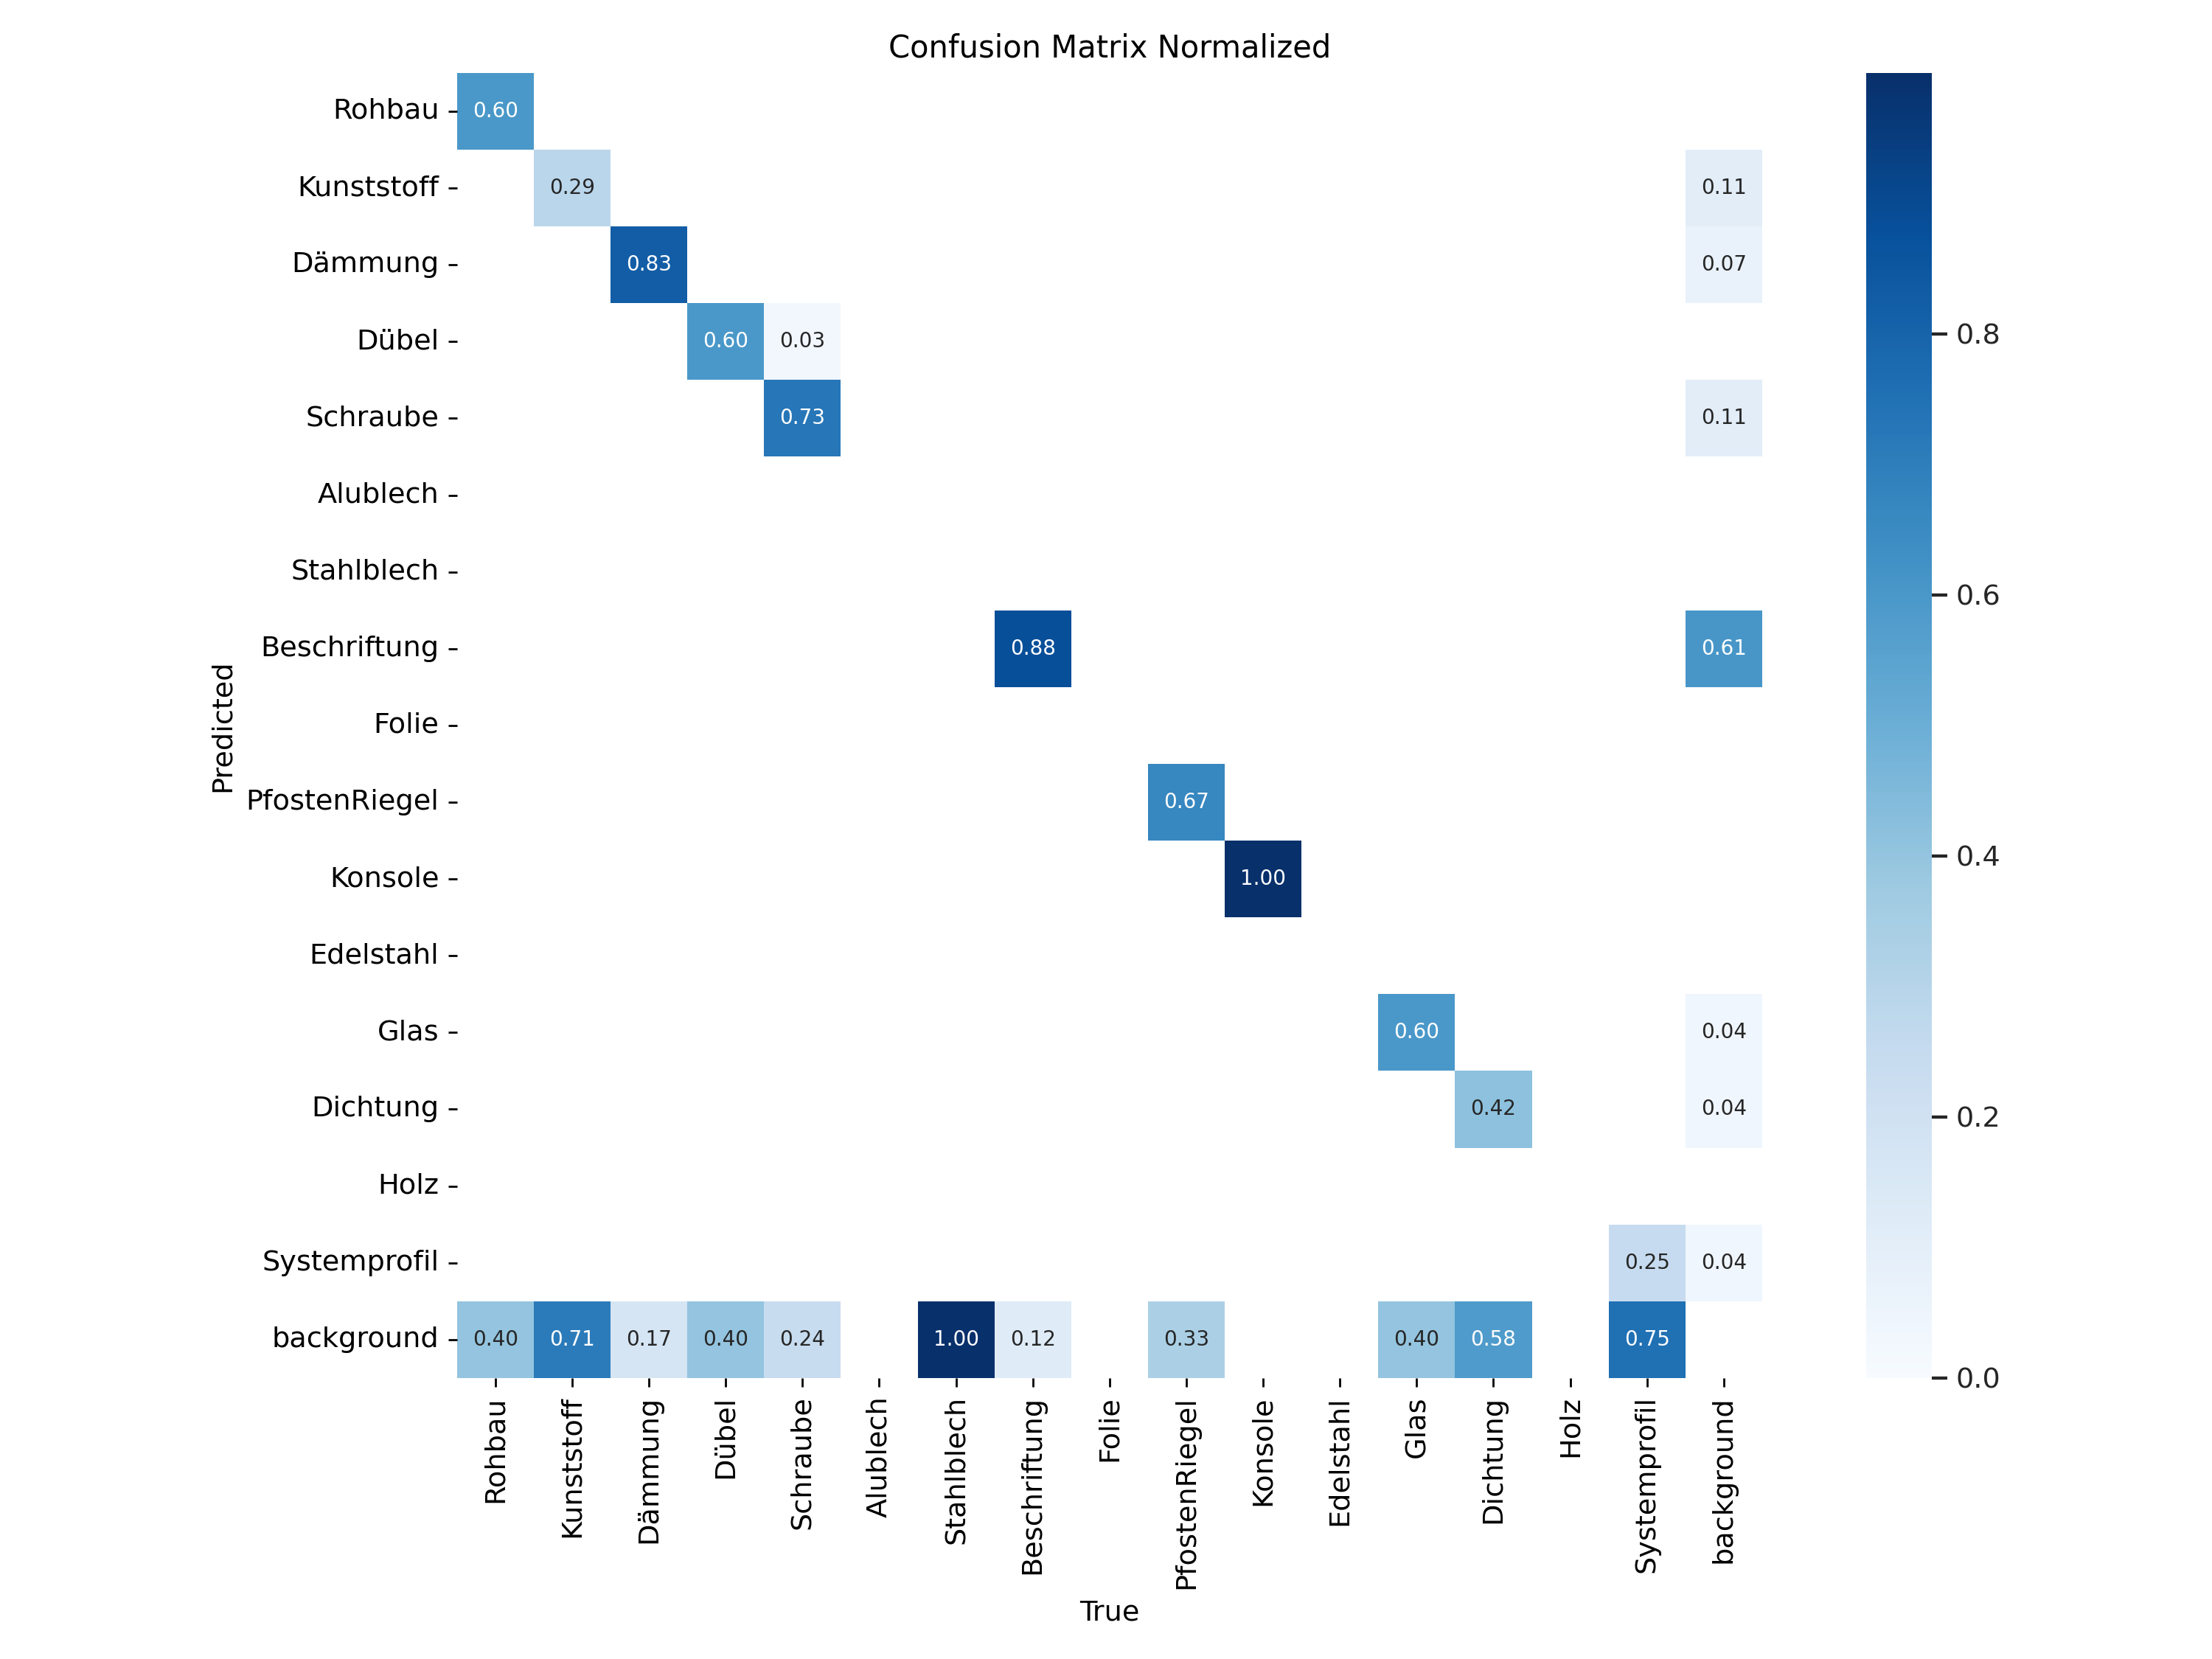 Confusion Matrix Normalized
Rohbau
0.60
Kunststoff
0.29 0.11
Dämmung
0.83 0.07
Dübel
0.60 0.03
0.8
Schraube
0.73 0.11
Alublech
Stahlblech
0.6
Beschriftung
0.88 0.61
Predicted
Folie
PfostenRiegel
0.67
0.4
Konsole
1.00
Edelstahl
Glas
0.60 0.04
Dichtung
0.42 0.04
0.2
Holz
Systemprofil
0.25 0.04
background
0.40 0.71 0.17 0.40 0.24 1.00 0.12 0.33 0.40 0.58 0.75
0.0
Rohbau
Kunststoff
Dämmung
Dübel
Schraube
Alublech
Stahlblech
Beschriftung
Folie
PfostenRiegel
Konsole
Edelstahl
Glas
Dichtung
Holz
Systemprofil
background
True